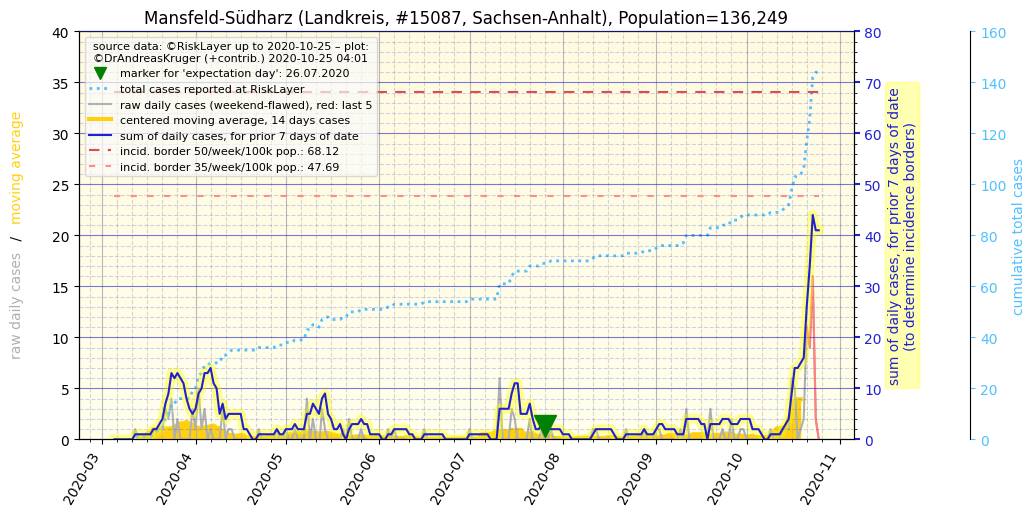 Mansfeld-Südharz (Landkreis, #15087, Sachsen-Anhalt), Population=136,249
source data: ©RiskLayer up to 2020-10-25 – plot:
©DrAndreasKruger (+contrib.) 2020-10-25 04:01
marker for 'expectation day': 26.07.2020
total cases reported at RiskLayer
raw daily cases (weekend-flawed), red: last 5
centered moving average, 14 days cases
sum of daily cases, for prior 7 days of date
incid. border 50/week/100k pop.: 68.12
incid. border 35/week/100k pop.: 47.69
raw daily cases / moving average
40
35
30
25
20
15
10
5
0
2020-03
2020-04
2020-05
2020-06
2020-07
2020-08
2020-09
2020-10
2020-11
80
70
60
50
40
30
20
10
0
sum of daily cases, for prior 7 days of date
(to determine incidence borders)
160
140
120
100
80
60
40
20
0
cumulative total cases